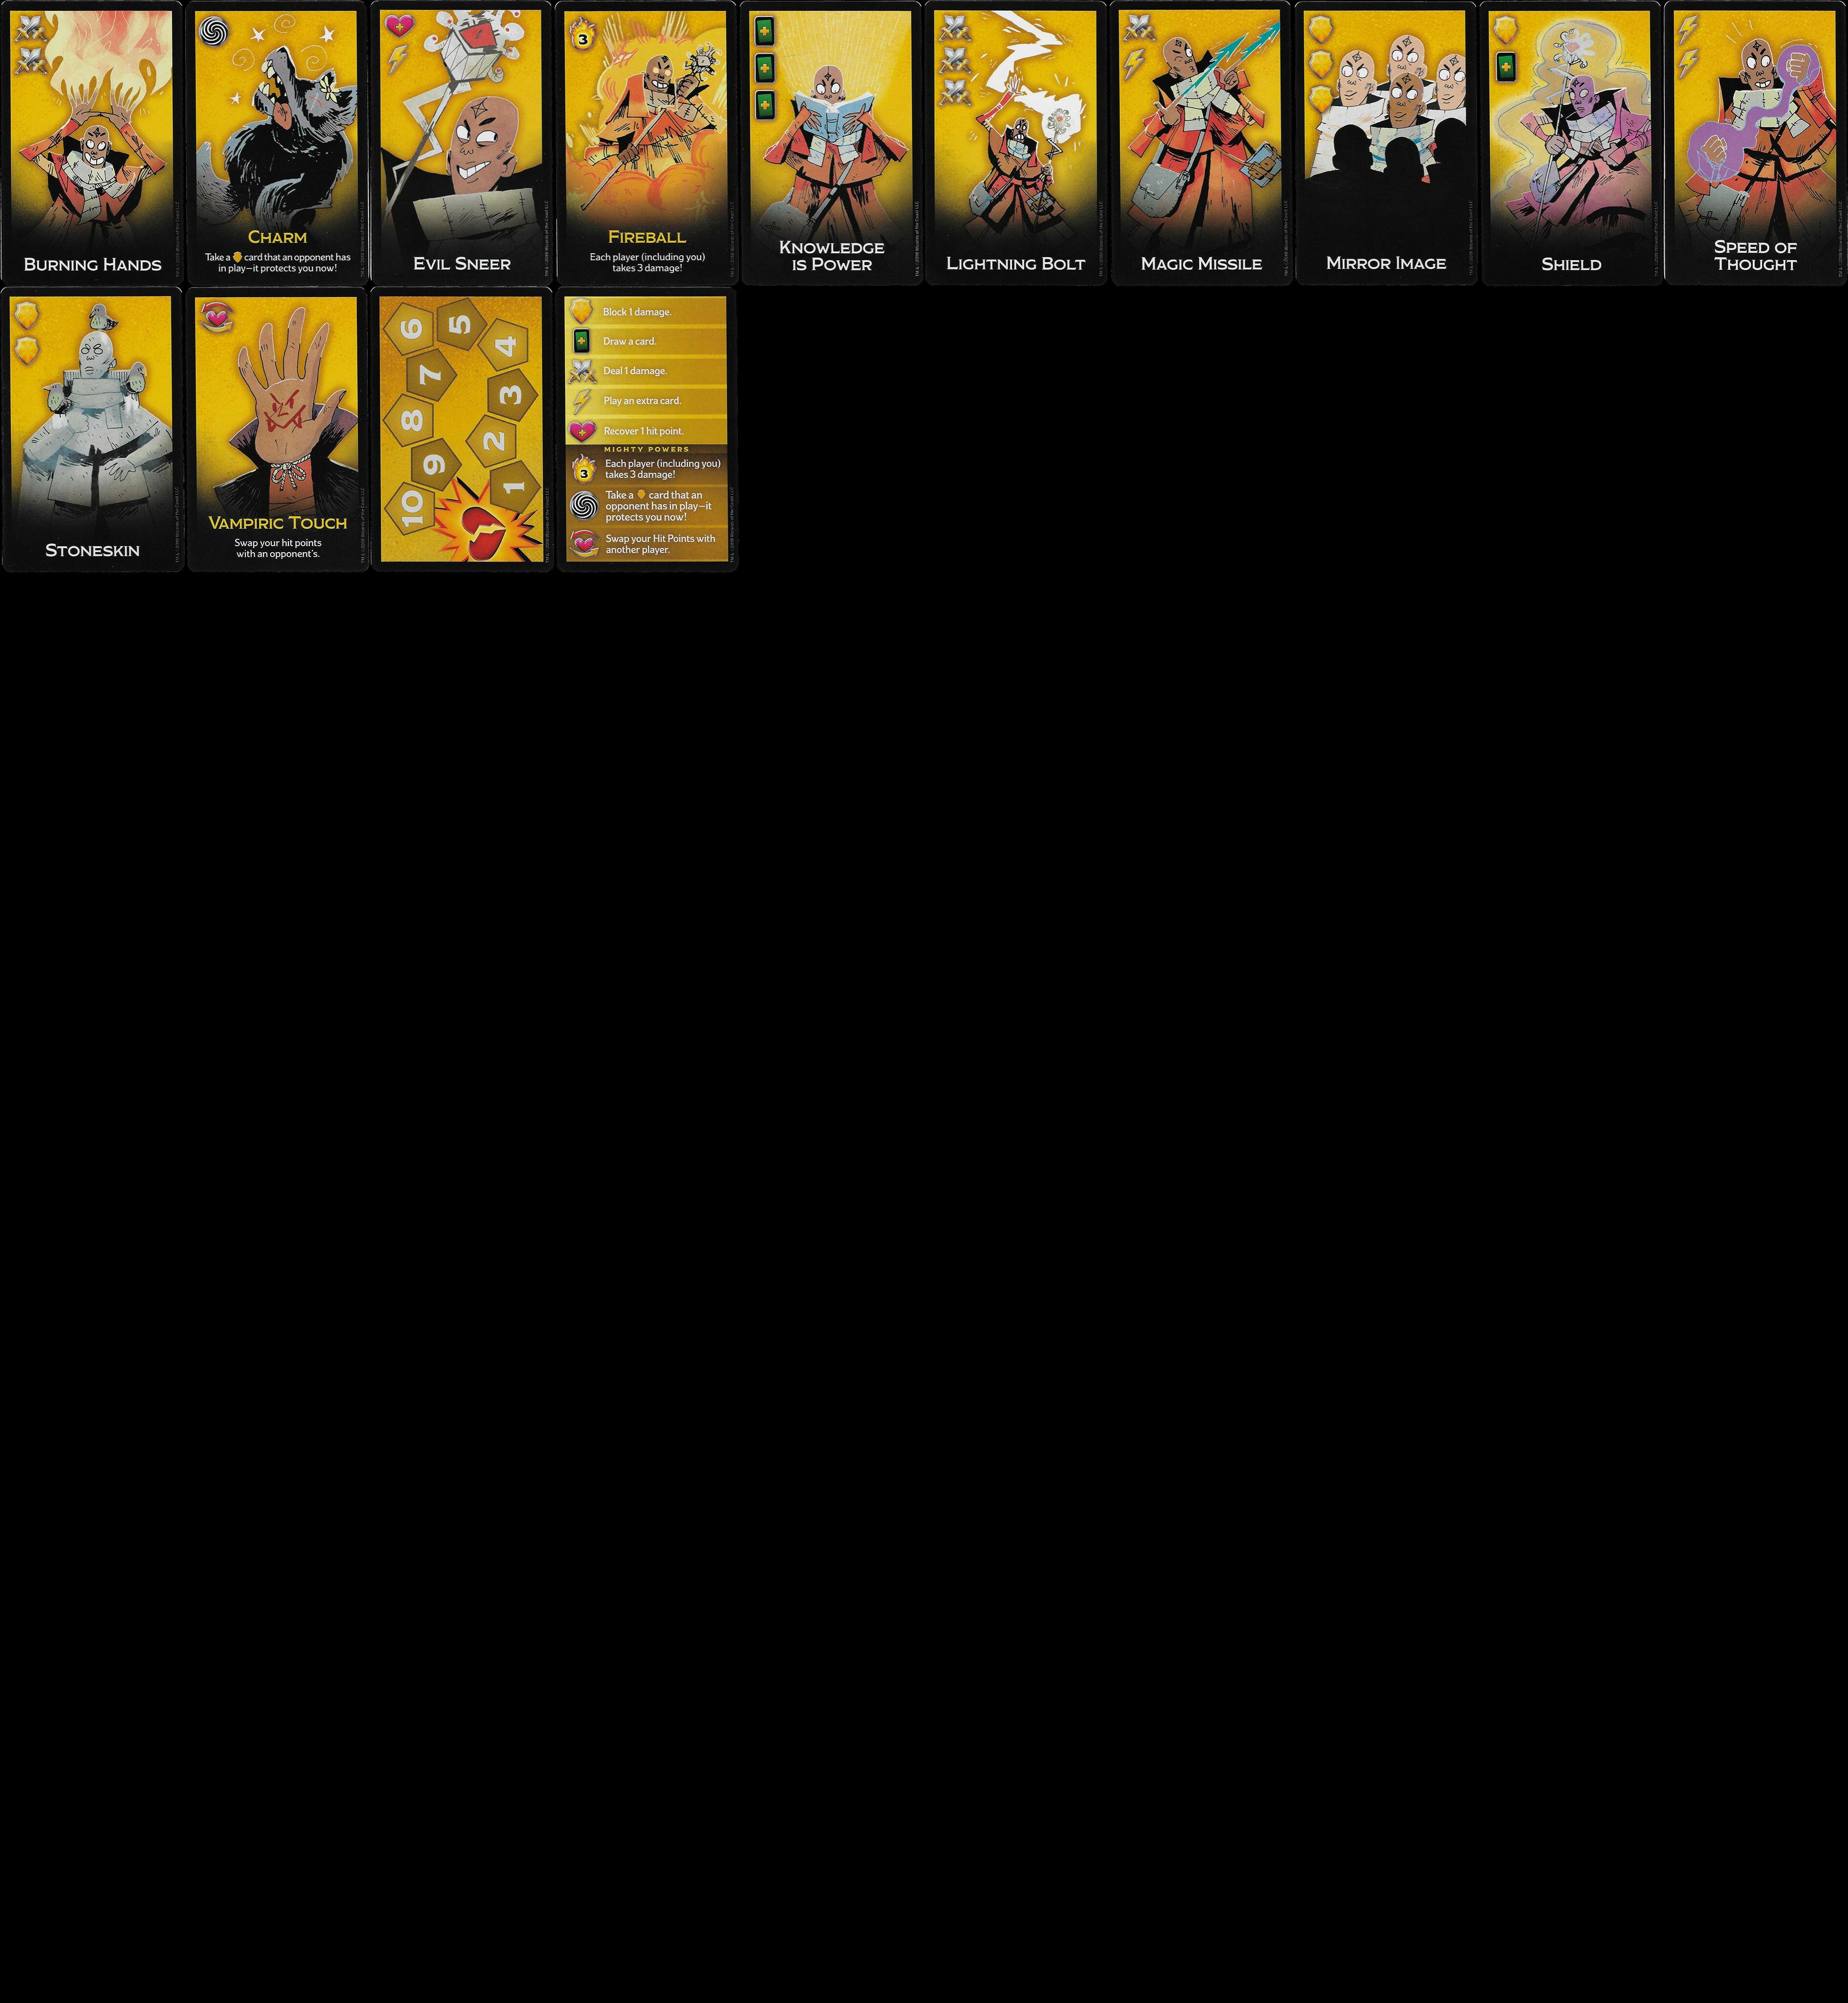 BURNING HANDS
CHARM
Take a card that an opponent has
in play—it protects you now!
EVIL SNEER
3
FIREBALL
Each player (including you)
takes 3 damage!
KNOWLEDGE
IS POWER
LIGHTNING BOLT
MAGIC MISSILE
MIRROR IMAGE
SHIELD
SPEED OF
THOUGHT
STONESKIN
VAMPIRIC TOUCH
Swap your hit points
with an opponent's.
10
9
8
7
6
5
4
3
2
1
Block 1 damage.
Draw a card.
Deal 1 damage.
Play an extra card.
Recover 1 hit point.
MIGHTY POWERS
3
Each player (including you)
takes 3 damage!
Take a card that an
opponent has in play—it
protects you now!
Swap your Hit Points with
another player.